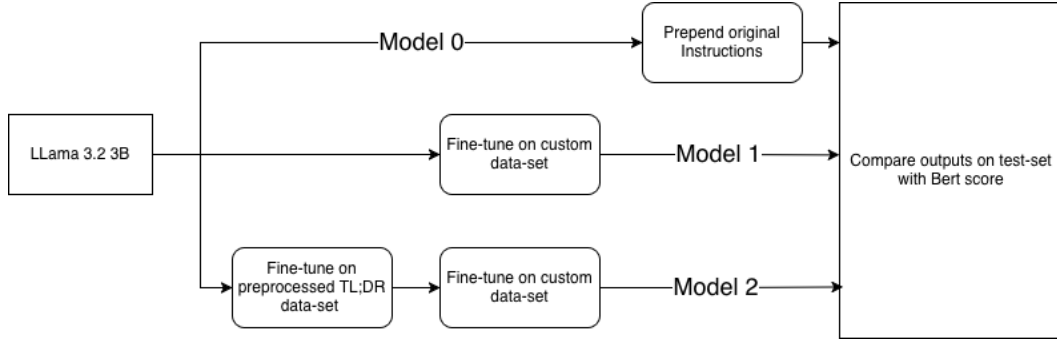 Model 0
Prepend original
Instructions
LLama 3.2 3B
Fine-tune on custom
data-set
Model 1
Compare outputs on test-set
with Bert score
Fine-tune on
preprocessed TL;DR
data-set
Fine-tune on custom
data-set
Model 2